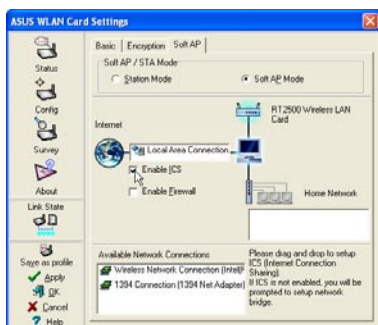 ASUS WLAN Card Settings
Status
Config
Survey
About
Link State
Save as profile
Apply
OK
Cancel
Help
Basic
Encryption
Soft AP
Soft AP / STA Mode
Station Mode
Soft AP Mode
Internet
RT2500 Wireless LAN
Card
Local Area Connection
Enable ICS
Enable Firewall
Home Network
Available Network Connections
Wireless Network Connection (Intel(
1394 Connection (1394 Net Adapter)
Please drag and drop to setup
ICS (Internet Connection
Sharing).
If ICS is not enabled, you will be
prompted to setup network
bridge.